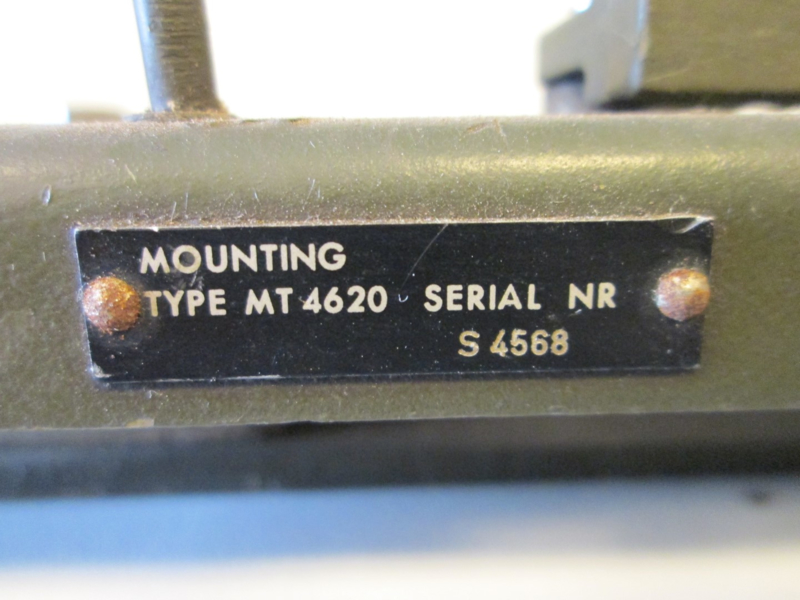 MOUNTING
TYPE MT 4620 SERIAL NR
S 4568